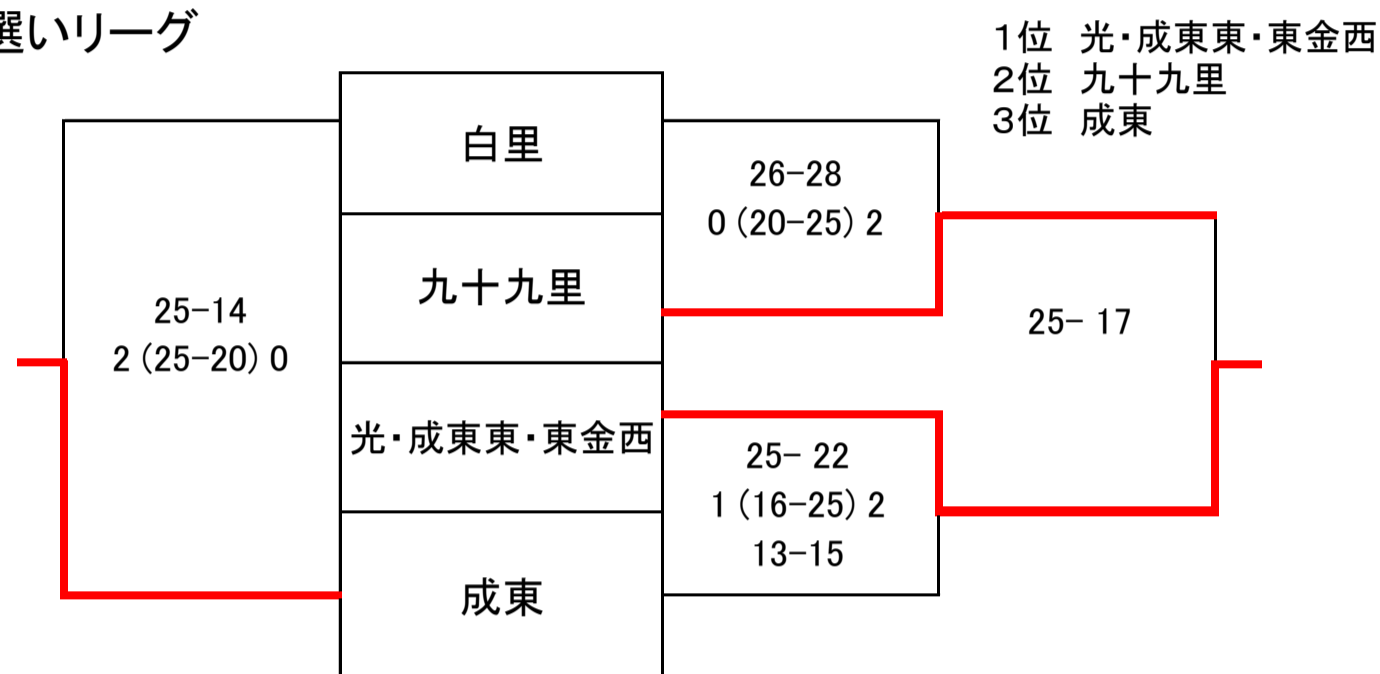 選いリーグ
1位 光・成東東・東金西
2位 九十九里
3位 成東
白里
九十九里
光・成東東・東金西
成東
25-14
2 (25-20) 0
26-28
0 (20-25) 2
25- 22
1 (16-25) 2
13-15
25- 17